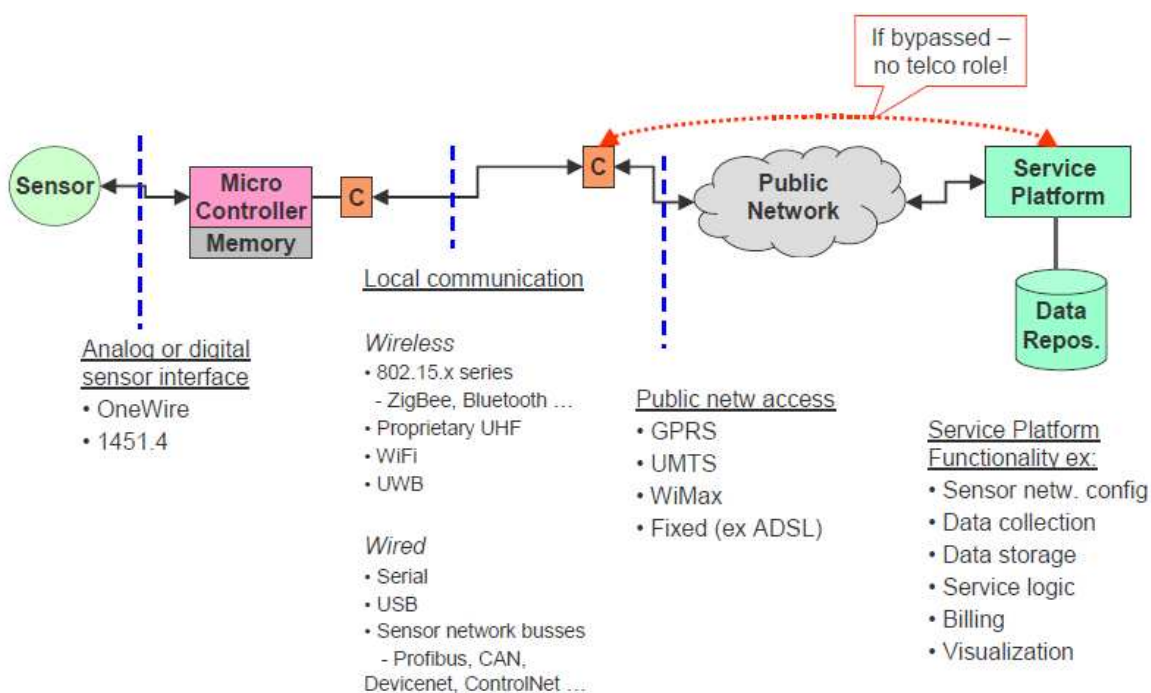 If bypassed –
no telco role!
Sensor
Micro
Controller
Memory
C
C
Public
Network
Service
Platform
Data
Repos.
Analog or digital
sensor interface
• OneWire
• 1451.4
Local communication
Wireless
• 802.15.x series
- ZigBee, Bluetooth ...
• Proprietary UHF
• WiFi
• UWB
Wired
• Serial
• USB
• Sensor network busses
- Profibus, CAN,
Devicenet, ControlNet ...
Public netw access
• GPRS
• UMTS
• WiMax
• Fixed (ex ADSL)
Service Platform
Functionality ex:
• Sensor netw. config
• Data collection
• Data storage
• Service logic
• Billing
• Visualization